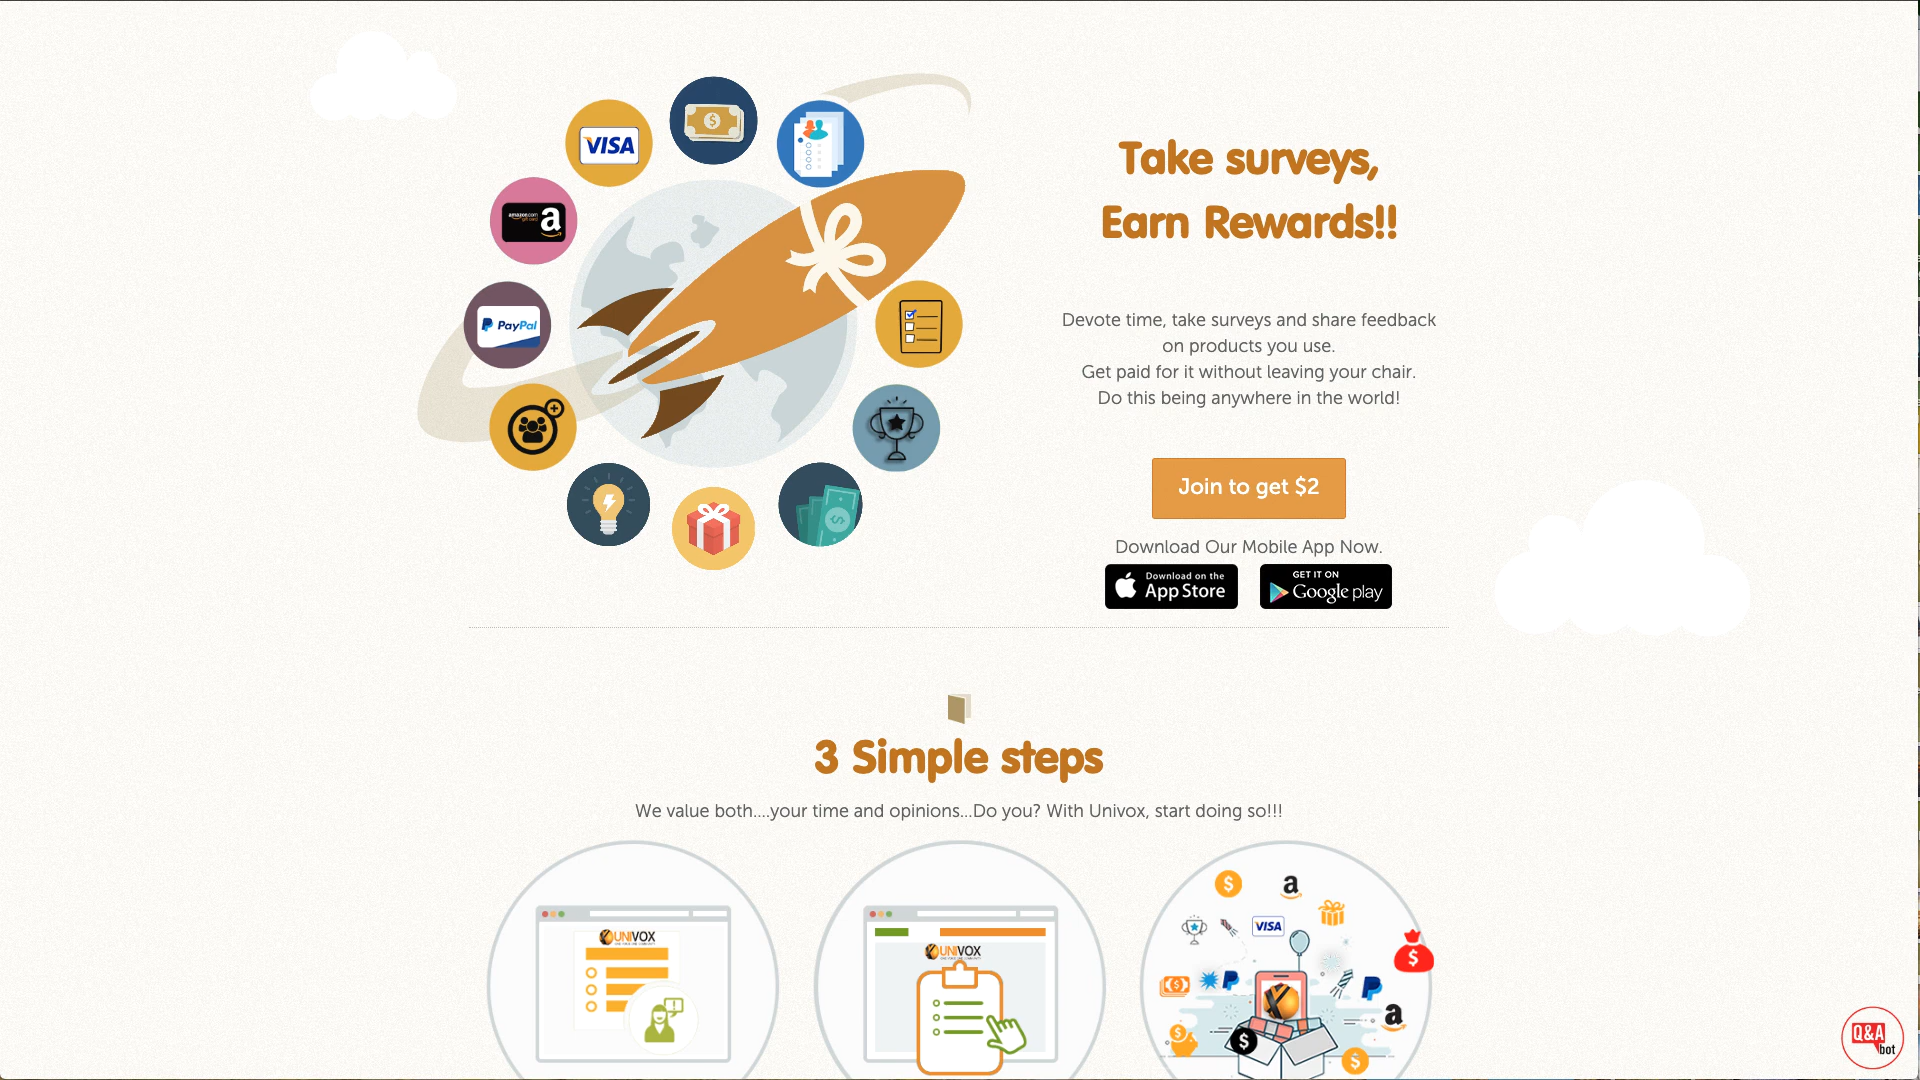 VISA
amazon.com
a
PayPal
Take surveys,
Earn Rewards!!
Devote time, take surveys and share feedback
on products you use.
Get paid for it without leaving your chair.
Do this being anywhere in the world!
Join to get $2
Download Our Mobile App Now.
Download on the
App Store
GET IT ON
Google play
3 Simple steps
We value both....your time and opinions...Do you? With Univox, start doing so!!!
UNIVOX
UNIVOX
a
VISA
a
Q&A
bot